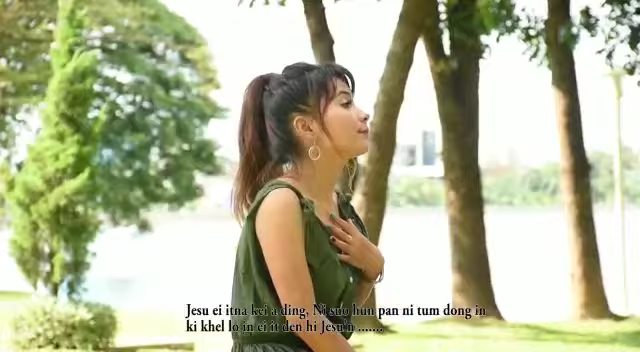 Jesu ei itna kei a ding, Ni suo hun pan ni tum dong in
ki khel lo in ei it den hi Jesu'n .......